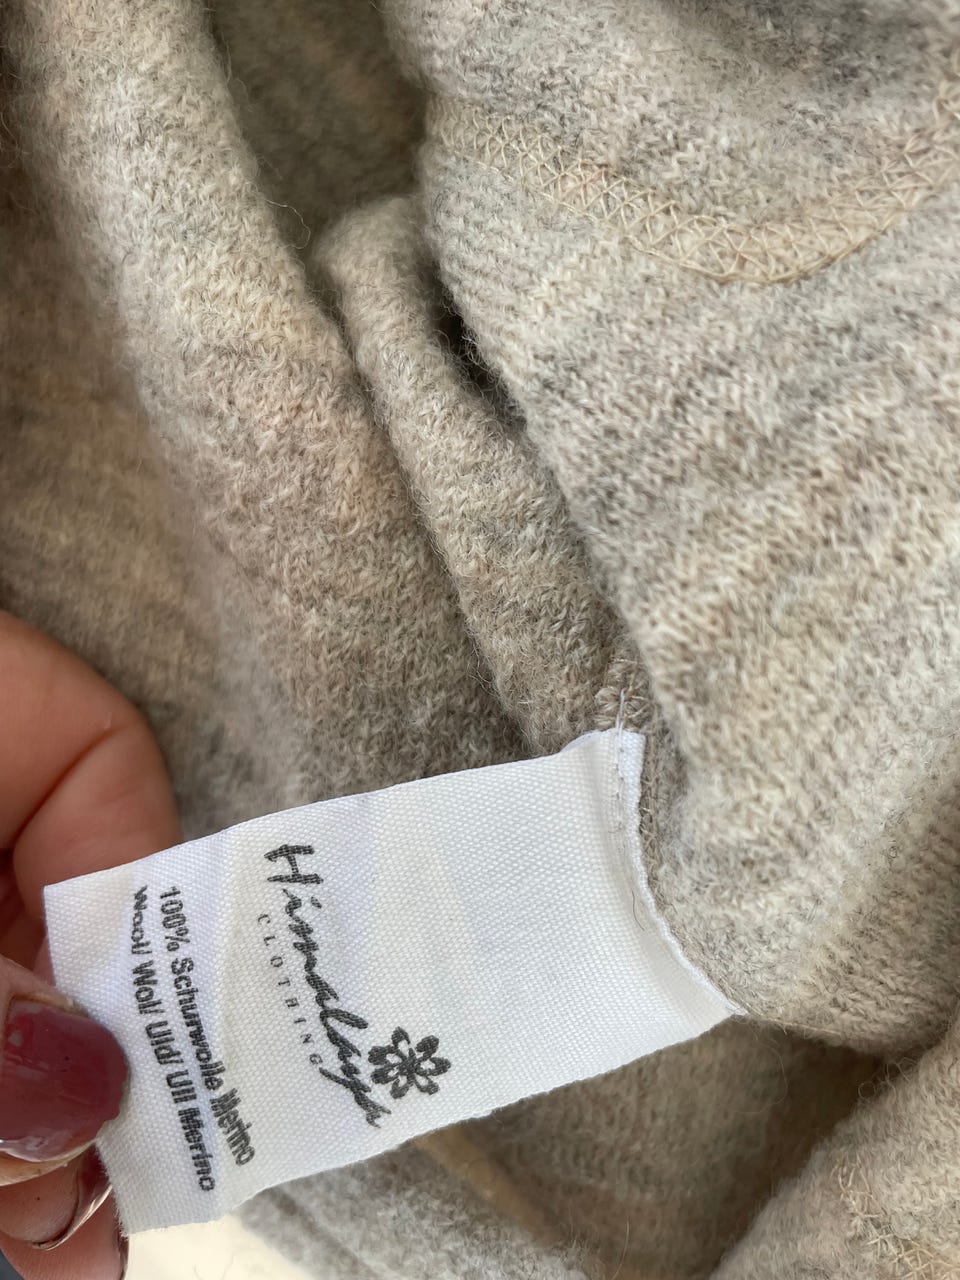 Himalaya
CLOTHING
100% Schurwolle Merino
Wool/ Wol/ Uld/ Ull Merino